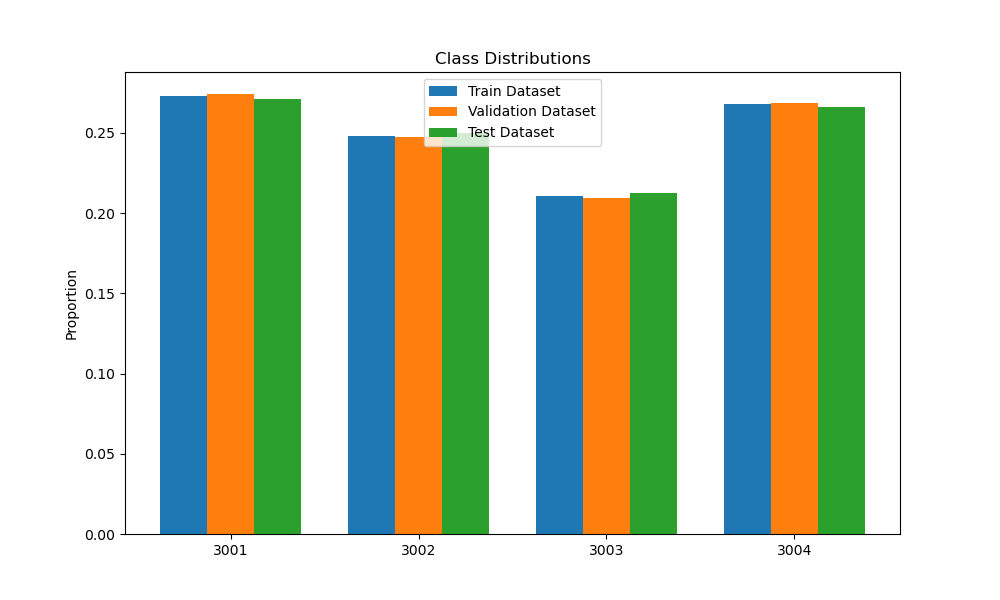 Class Distributions
Train Dataset
Validation Dataset
Test Dataset
0.25
0.20
0.15
0.10
0.05
0.00
Proportion
3001 3002 3003 3004